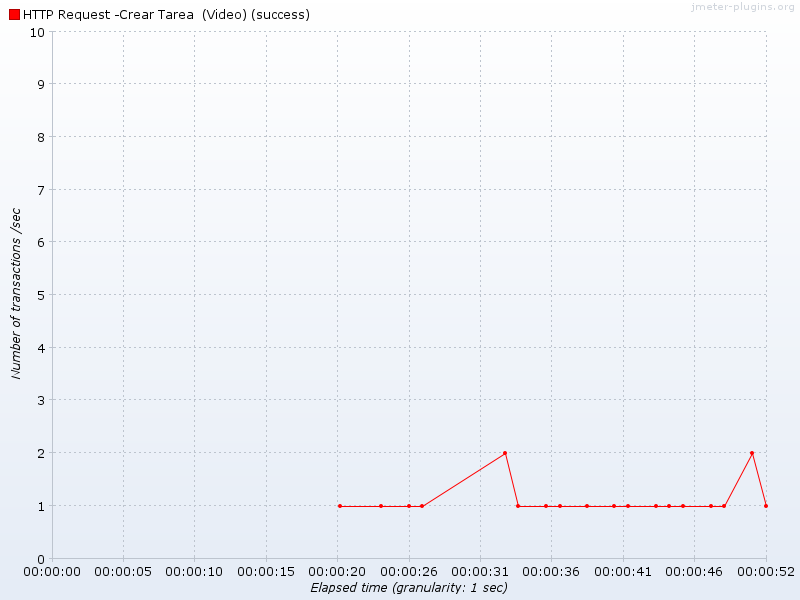 jmeter-plugins.org
HTTP Request -Crear Tarea  (Video) (success)
10
9
8
7
6
5
4
3
2
1
0
Number of transactions /sec
00:00:00 00:00:05 00:00:10 00:00:15 00:00:20 00:00:26 00:00:31 00:00:36 00:00:41 00:00:46 00:00:52
Elapsed time (granularity: 1 sec)